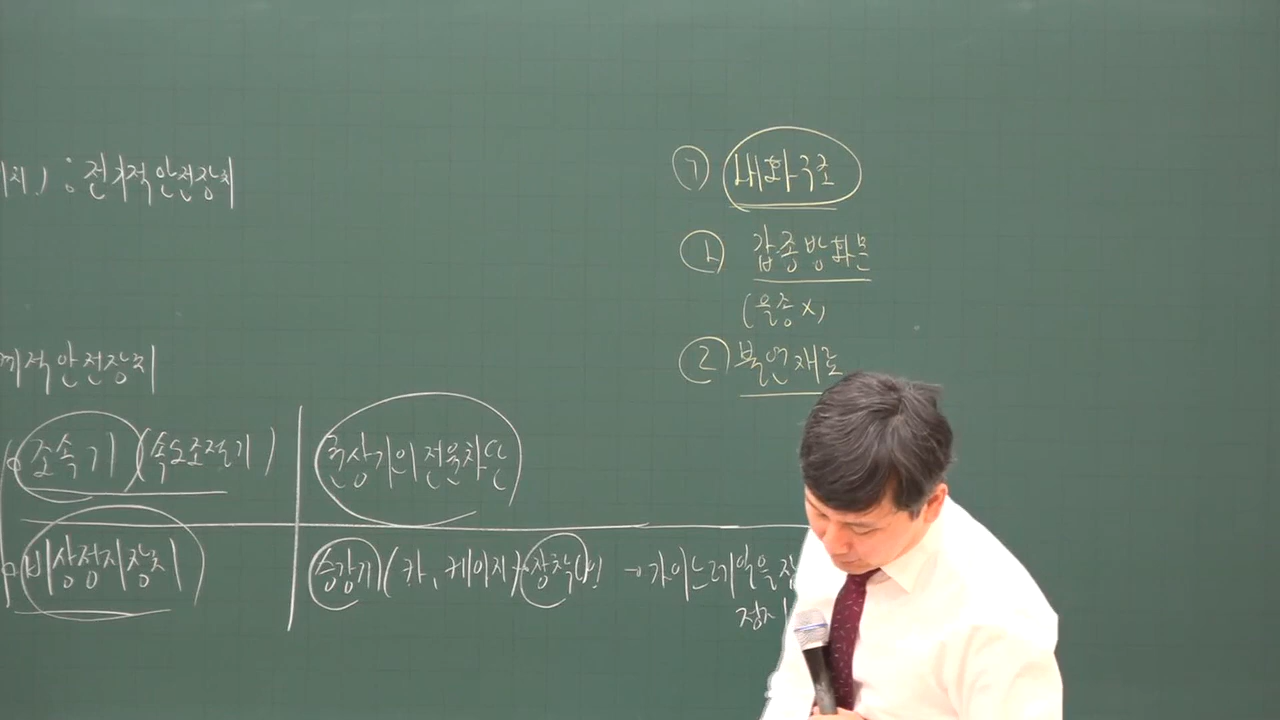 치) : 전기적안전장치
계적안전장치
조속기 (속도조절기)
권상기의 전원차단
비상정지장치
승강기 (카, 케이지) 장착(나) → 가이드레일을 잡
정지
㉠ 내화구조
① 갑종방화문
(을종 x)
② 불연재료